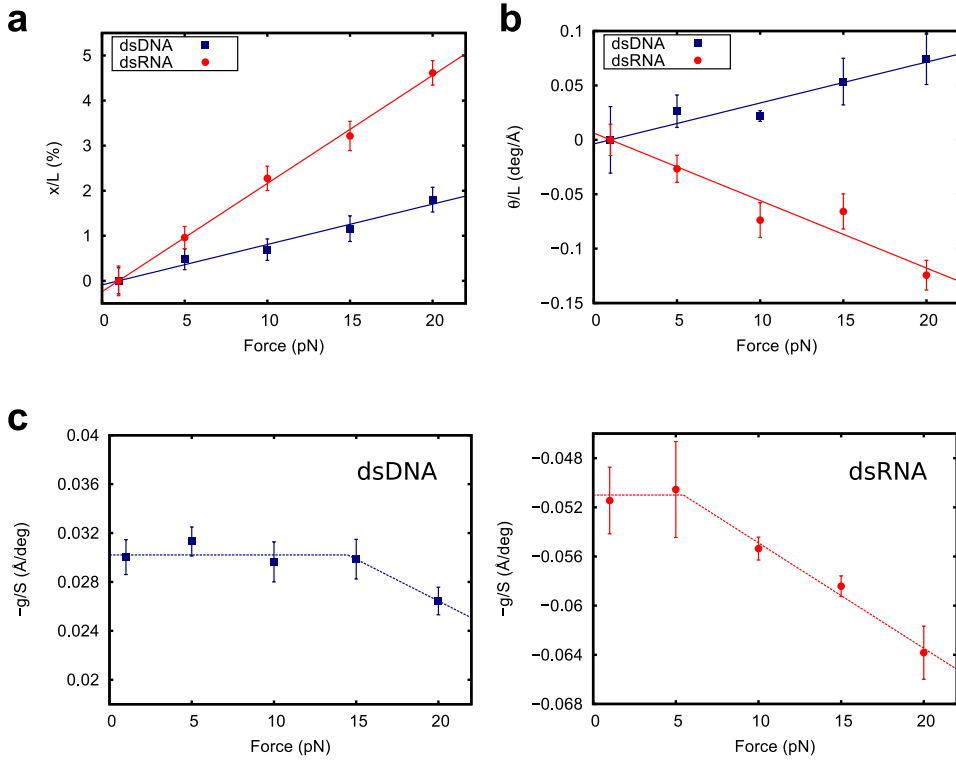 a
dsDNA
dsRNA
5
4
3
2
1
0
x/L (%)
0 5 10 15 20
Force (pN)
b
dsDNA
dsRNA
0.1
0.05
0
−0.05
−0.1
−0.15
θ/L (deg/Å)
0 5 10 15 20
Force (pN)
c
dsDNA
0.04
0.036
0.032
0.028
0.024
0.02
−g/S (Å/deg)
0 5 10 15 20
Force (pN)
dsRNA
−0.048
−0.052
−0.056
−0.06
−0.064
−0.068
−g/S (Å/deg)
0 5 10 15 20
Force (pN)